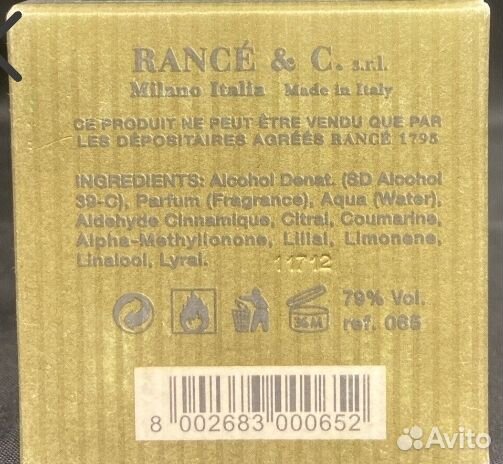 RANCÉ & C. s.r.l.
Milano Italia Made in Italy
CE PRODUIT NE PEUT ÊTRE VENDU QUE PAR
LES DÉPOSITAIRES AGRÉÉS RANCÉ 1795
INGREDIENTS: Alcohol Denat. (SD Alcohol
39-C), Parfum (Fragrance), Aqua (Water),
Aldehyde Cinnamique, Citral, Coumarine,
Alpha-Methylionone, Lilial, Limonene,
Linalool, Lyral.
11712
36M
79% Vol.
ref. 065
8 002683 000652
Avito